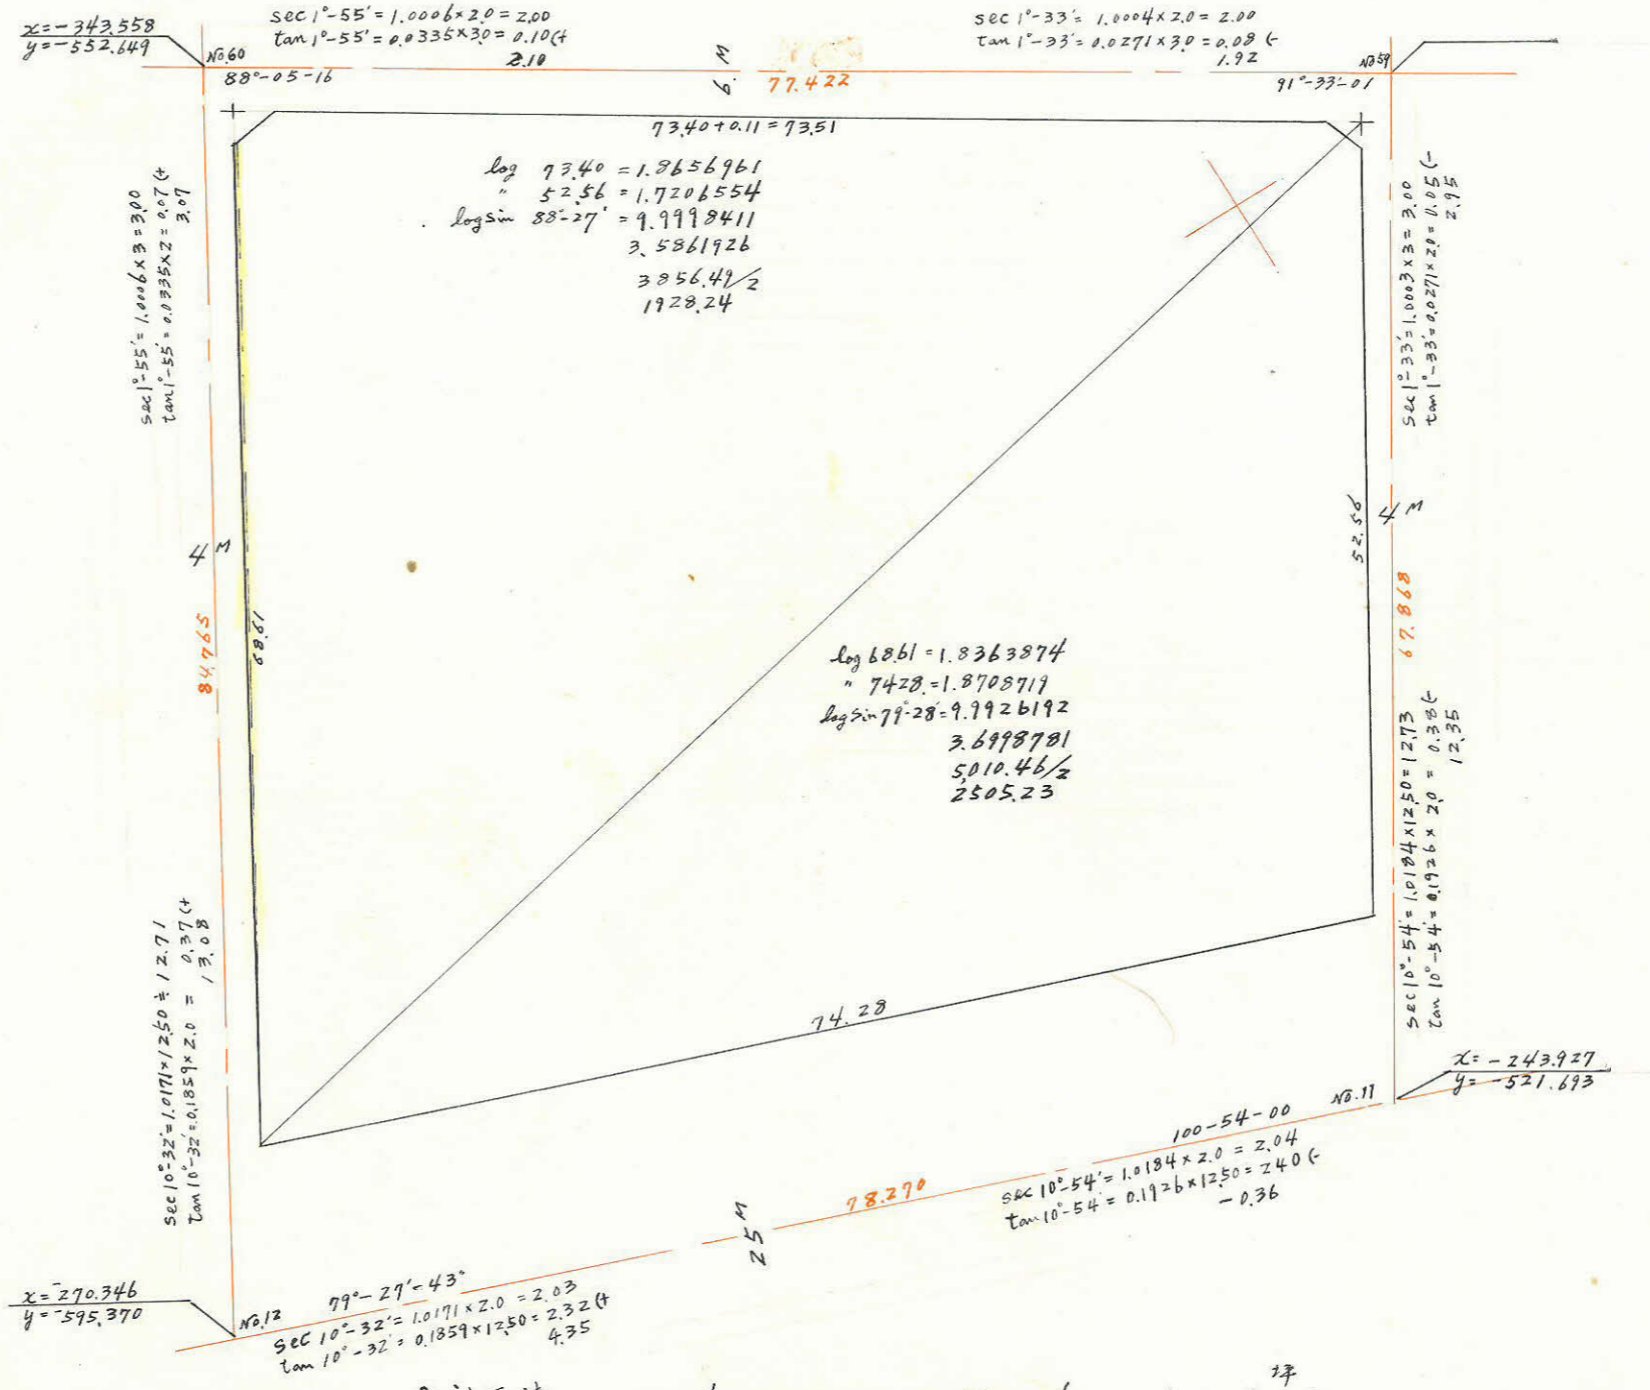 x=-343.558
y=-552.649
sec 1°-55' = 1.0006×2.0 = 2.00
tan 1°-55' = 0.0335×3.0 = 0.10(+
2.10
sec 1°-33' = 1.0004×2.0 = 2.00
tan 1°-33' = 0.0271×3.0 = 0.08(-
1.92
No.60
No59
88°-05-16
6.M
77.422
91°-33'-01
73.40+0.11=73.51
log 73.40 = 1.8656961
" 52.56 = 1.7206554
log sin 88°-27' = 9.9998411
3.5861926
3856.49/2
1928.24
sec 1°-55' = 1.0006×3 = 3.00
tan 1°-55' = 0.0335×2 = 0.07(+
3.07
sec 1°-33' = 1.0003×3 = 3.00
tan 1°-33' = 0.0271×2.0 = 0.05(-
2.95
4M
84.765
68.61
52.56
4M
67.868
log 68.61 = 1.8363874
" 74.28. = 1.8708719
log sin 79°-28' = 9.9926192
3.6998781
5,010.46/2
2505.23
sec 10°-32' = 1.0171×12.50 ≒ 12.71
tan 10°-32' = 0.1859×2.0 = 0.37(+
13.08
sec 10°-54' = 1.0184×12.50 = 12.73
tan 10°-54' = 0.1926×2.0 = 0.38(-
12.35
74.28
x=-243.927
y=-521.693
No.11
100-54-00
sec 10°-54' = 1.0184×2.0 = 2.04
tan 10°-54' = 0.1926×12.50 = 2.40(-
-0.36
78.270
25M
x=-270.346
y=-595.370
No.12
79°-27'-43"
sec 10°-32' = 1.0171×2.0 = 2.03
tan 10°-32' = 0.1859×12.50 = 2.32(+
4.35
坪